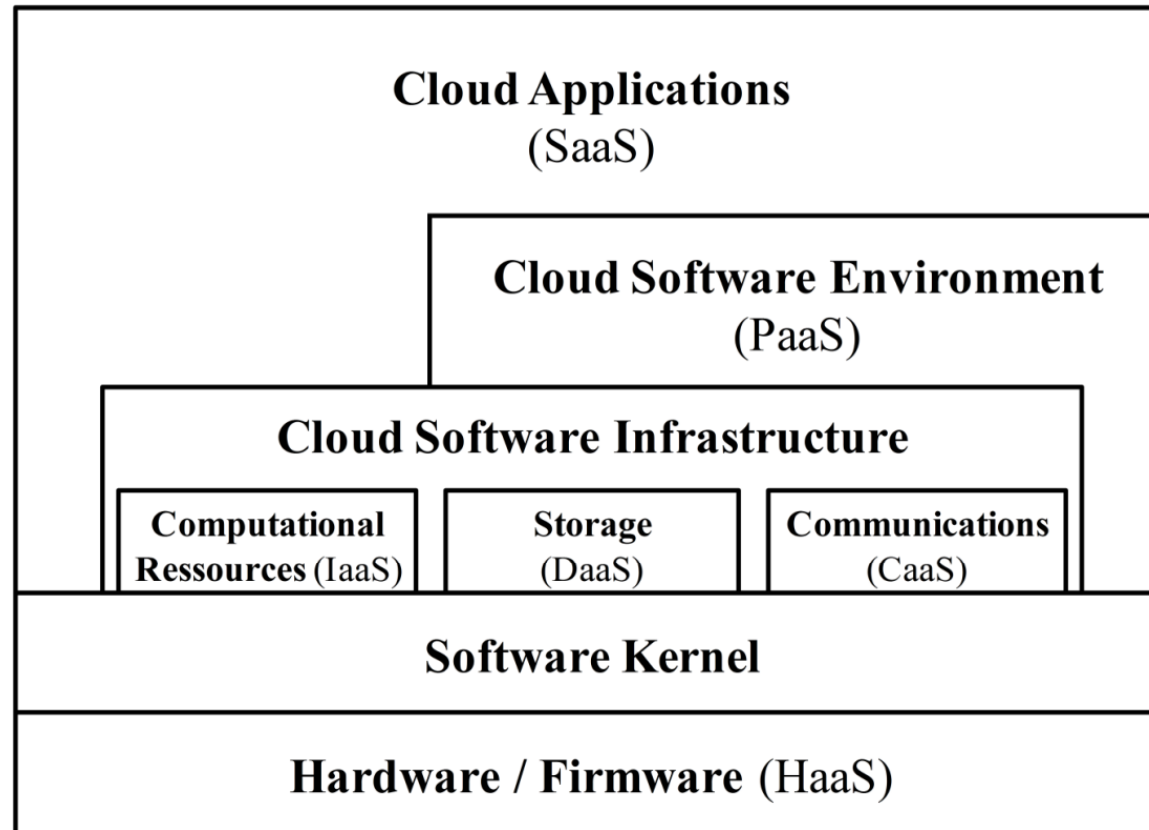 Cloud Applications
(SaaS)
Cloud Software Environment
(PaaS)
Cloud Software Infrastructure
Computational
Ressources (IaaS)
Storage
(DaaS)
Communications
(CaaS)
Software Kernel
Hardware / Firmware (HaaS)